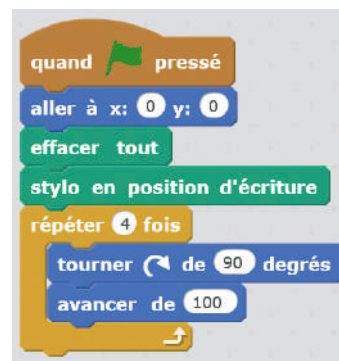 quand pressé
aller à x: 0 y: 0
effacer tout
stylo en position d'écriture
répéter 4 fois
tourner de 90 degrés
avancer de 100